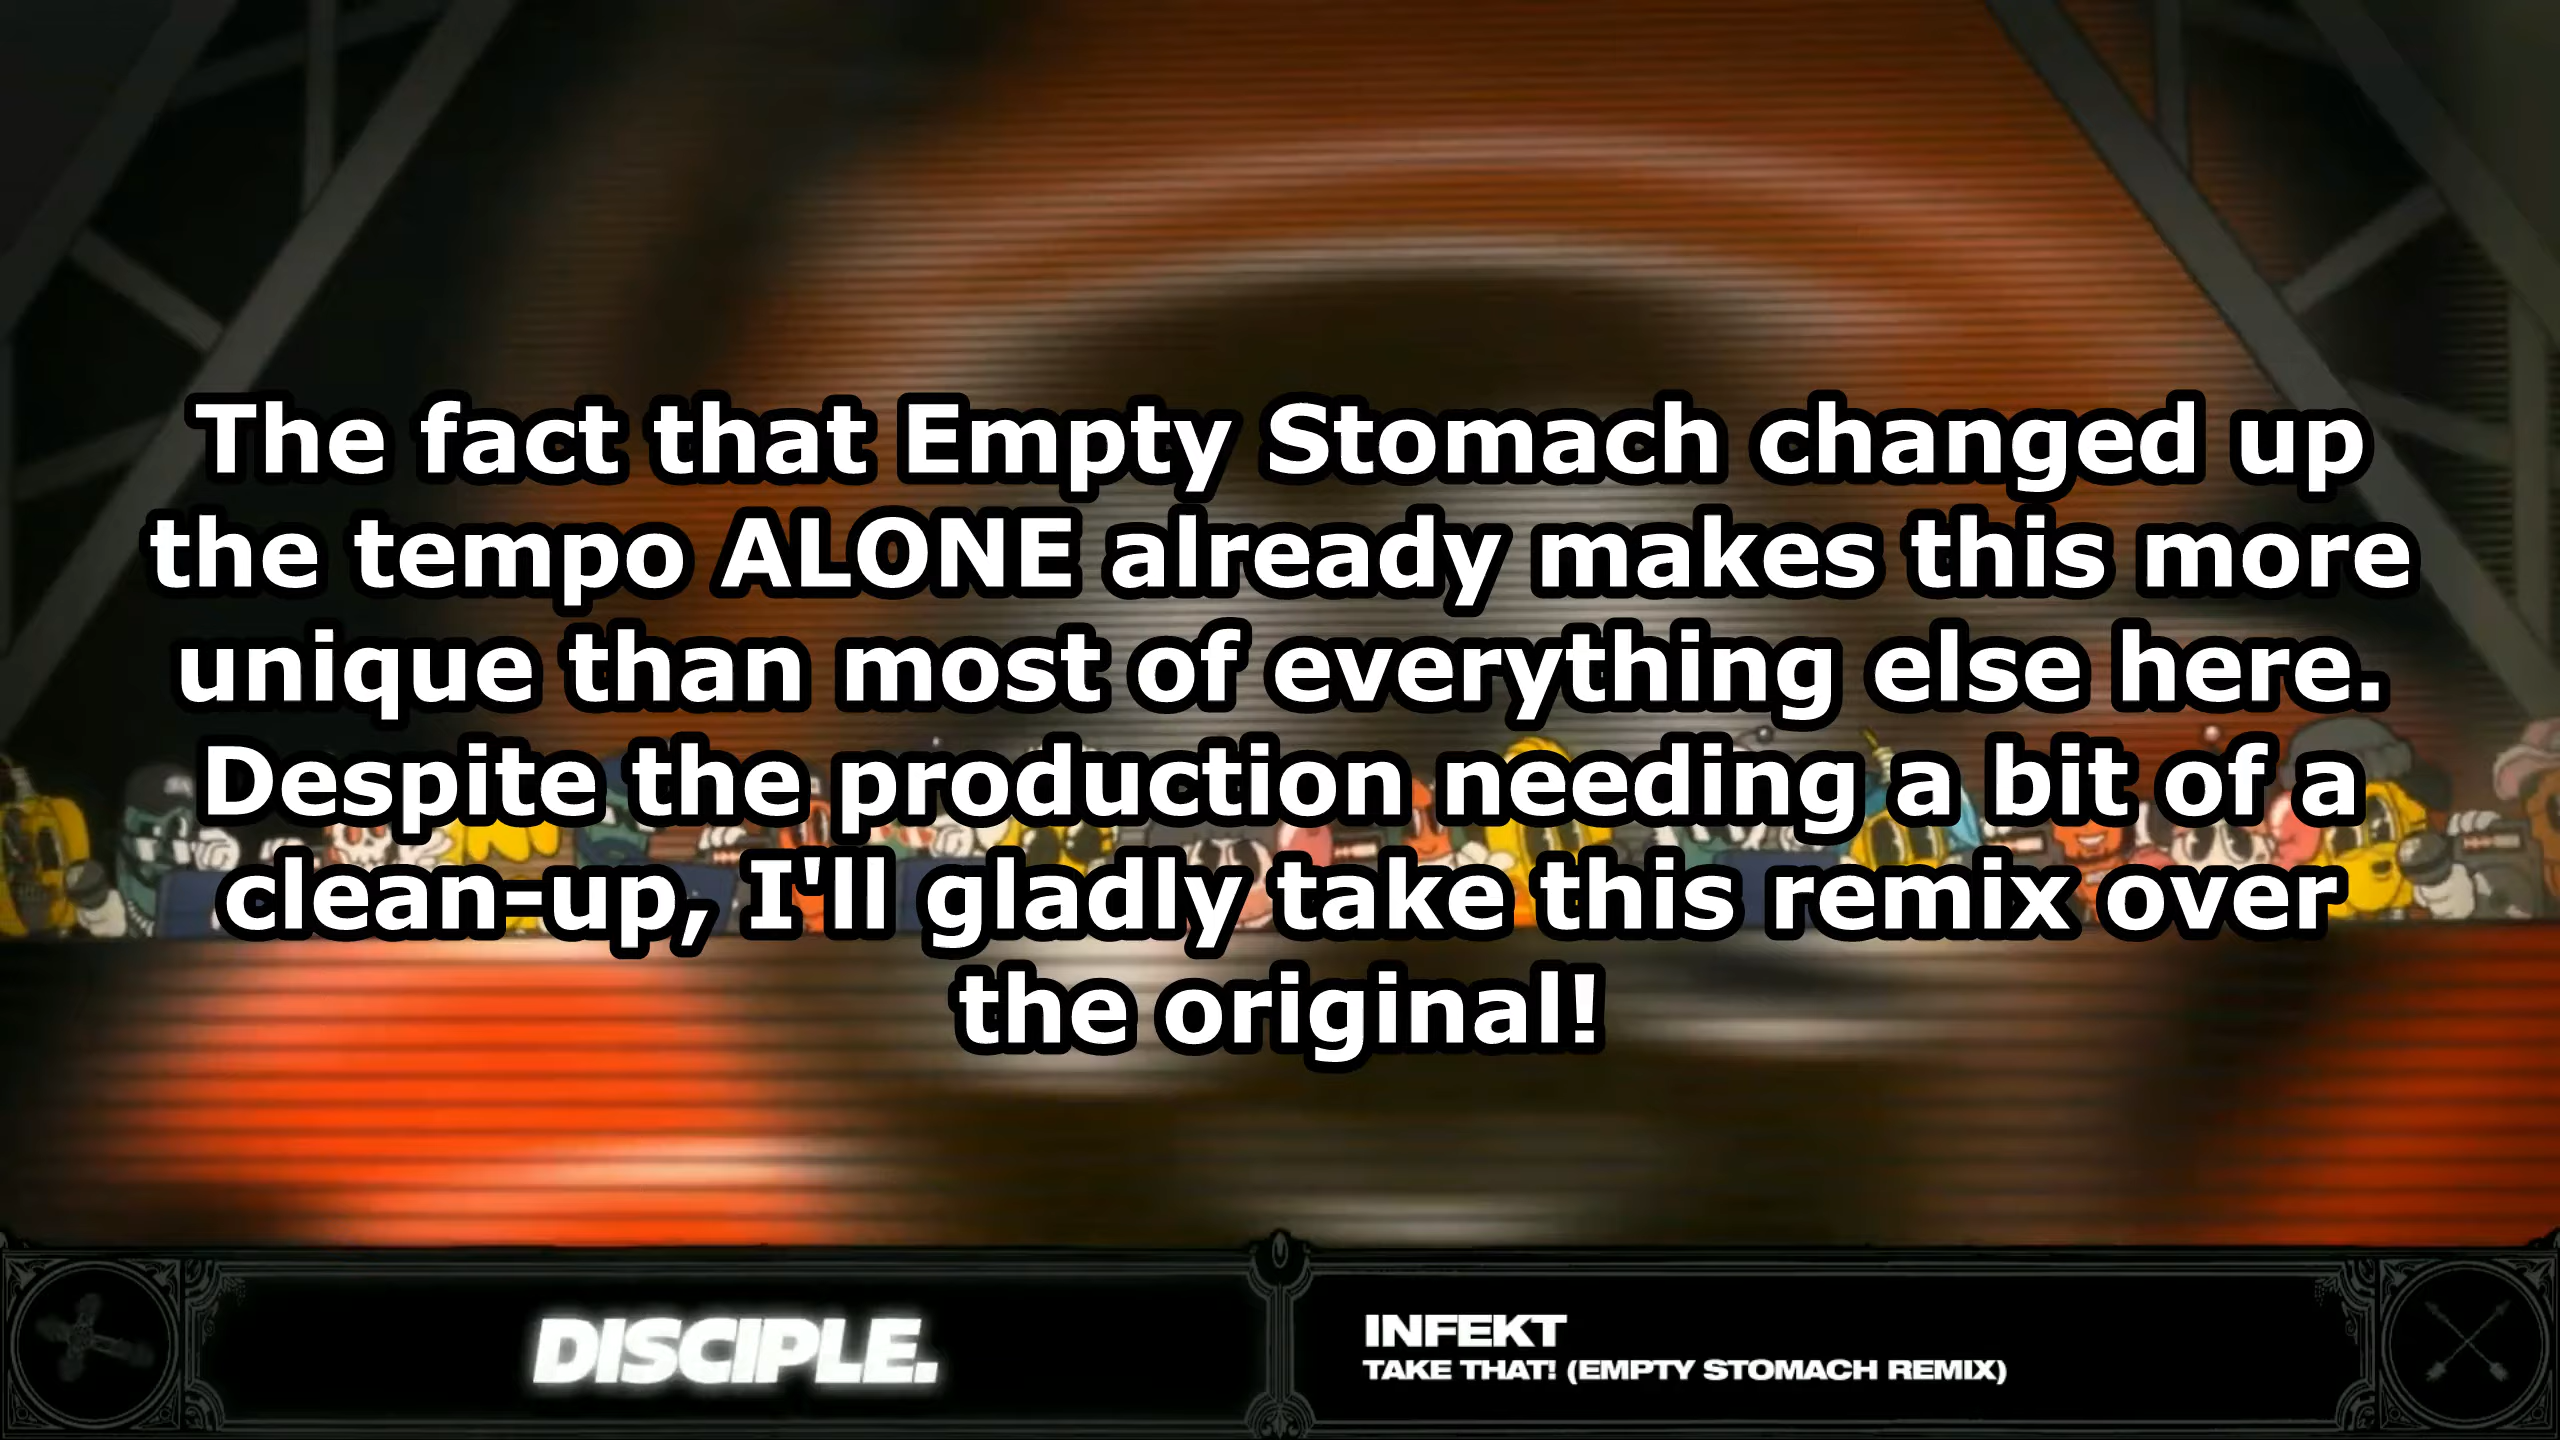 The fact that Empty Stomach changed up
the tempo ALONE already makes this more
unique than most of everything else here.
Despite the production needing a bit of a
clean-up, I'll gladly take this remix over
the original!
DISCIPLE.
INFEKT
TAKE THAT! (EMPTY STOMACH REMIX)